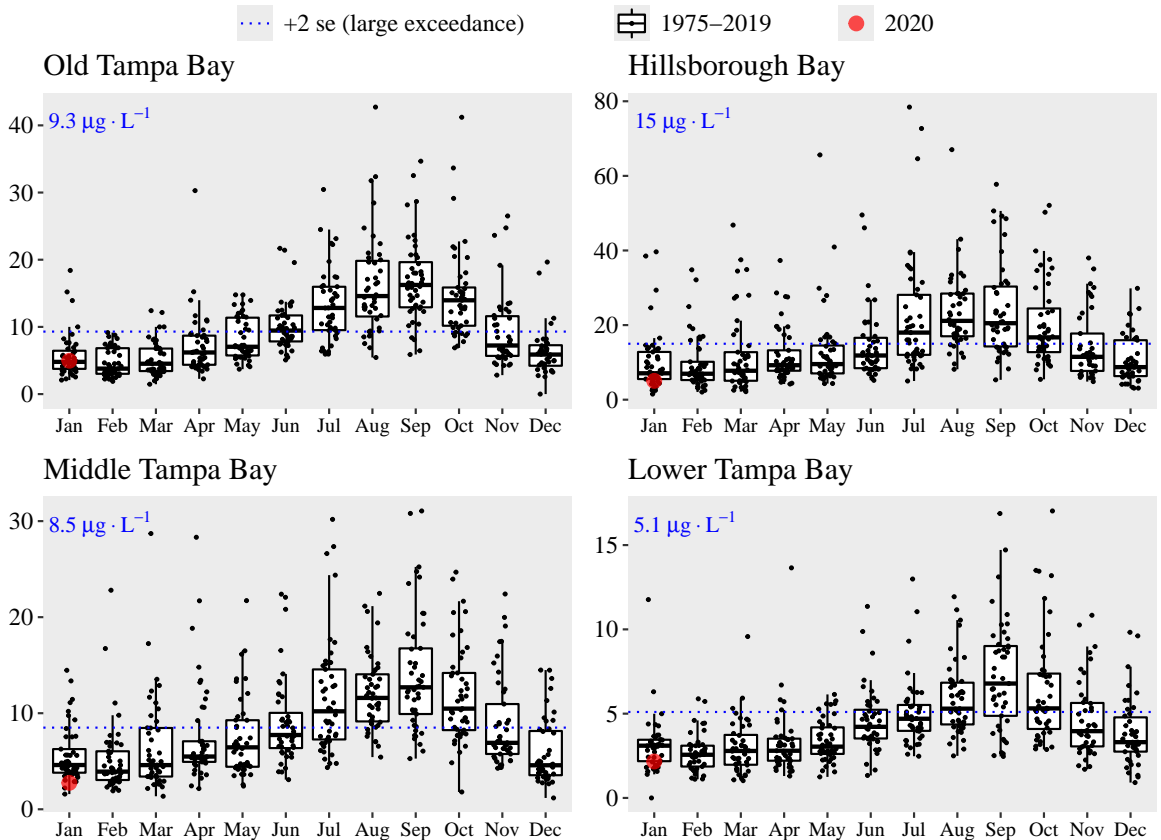 +2 se (large exceedance) 1975–2019 2020
Old Tampa Bay
9.3 μg · L⁻¹
40
30
20
10
0
Jan Feb Mar Apr May Jun Jul Aug Sep Oct Nov Dec
Hillsborough Bay
15 μg · L⁻¹
80
60
40
20
0
Jan Feb Mar Apr May Jun Jul Aug Sep Oct Nov Dec
Middle Tampa Bay
8.5 μg · L⁻¹
30
20
10
0
Jan Feb Mar Apr May Jun Jul Aug Sep Oct Nov Dec
Lower Tampa Bay
5.1 μg · L⁻¹
15
10
5
0
Jan Feb Mar Apr May Jun Jul Aug Sep Oct Nov Dec